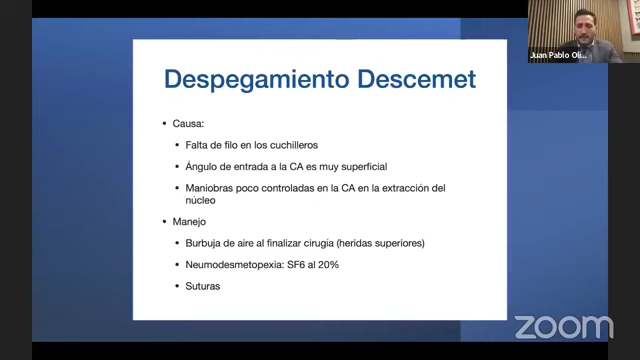 Despegamiento Descemet
• Causa:
• Falta de filo en los cuchilleros
• Ángulo de entrada a la CA es muy superficial
• Maniobras poco controladas en la CA en la extracción del
núcleo
• Manejo
• Burbuja de aire al finalizar cirugía (heridas superiores)
• Neumodesmetopexia: SF6 al 20%
• Suturas
Juan Pablo Oli...
zoom